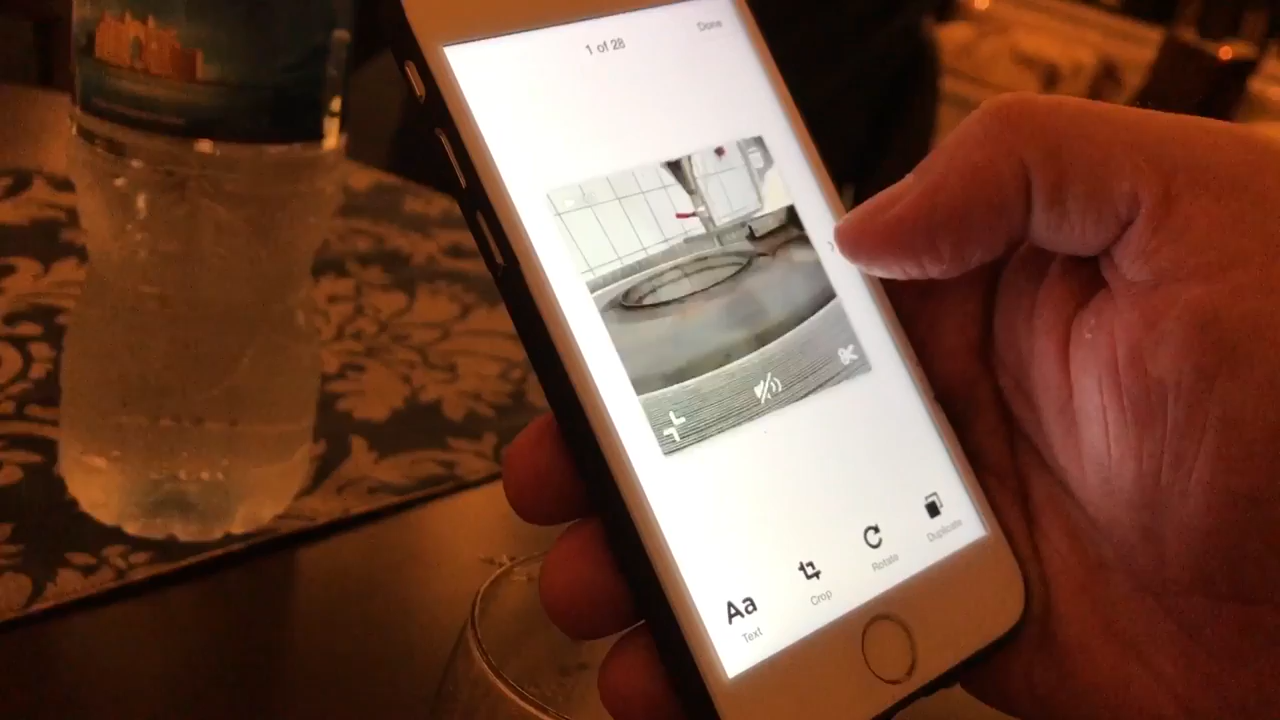 1 of 28
Done
Aa
Text
Crop
Rotate
Duplicate